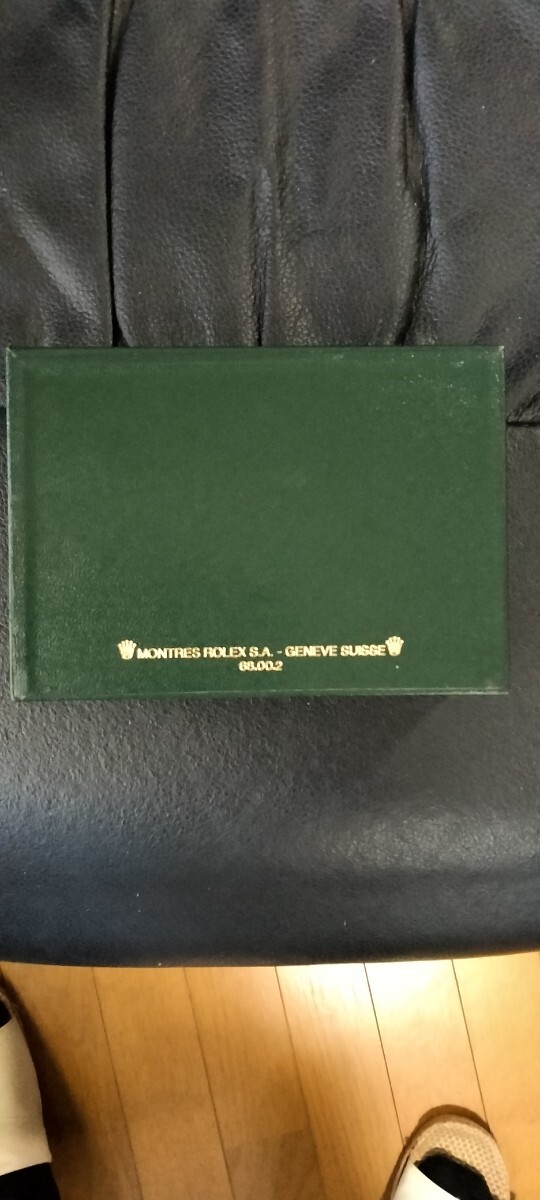 MONTRES ROLEX S.A. - GENEVE SUISSE
68.00.2